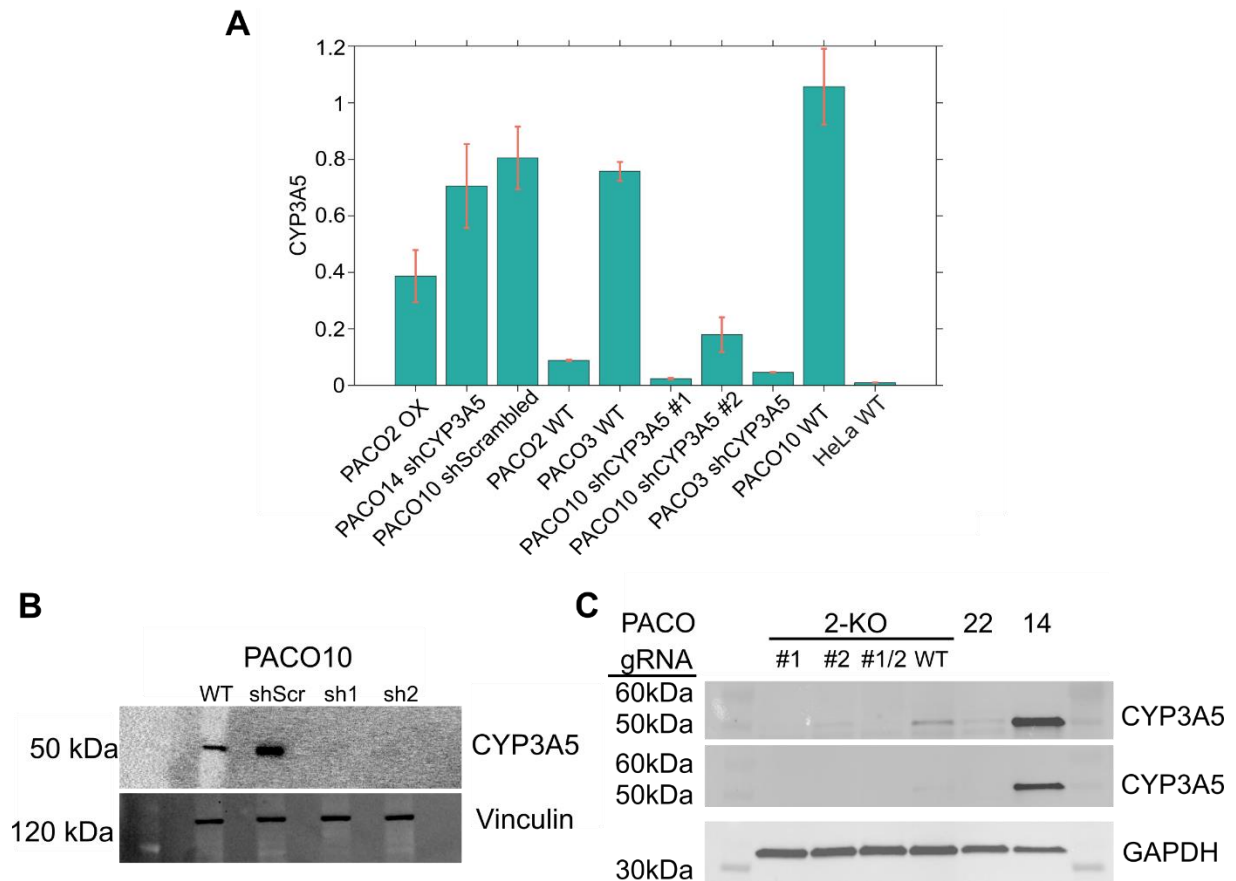 A
1.2
1
0.8
0.6
0.4
0.2
0
CYP3A5
PACO2 OX
PACO14 shCYP3A5
PACO10 shScrambled
PACO2 WT
PACO3 WT
PACO10 shCYP3A5 #1
PACO10 shCYP3A5 #2
PACO3 shCYP3A5
PACO10 WT
HeLa WT
B
PACO10
WT shScr sh1 sh2
50 kDa CYP3A5
120 kDa Vinculin
C
PACO 2-KO 22 14
gRNA #1 #2 #1/2 WT
60kDa
50kDa CYP3A5
60kDa
50kDa CYP3A5
GAPDH
30kDa